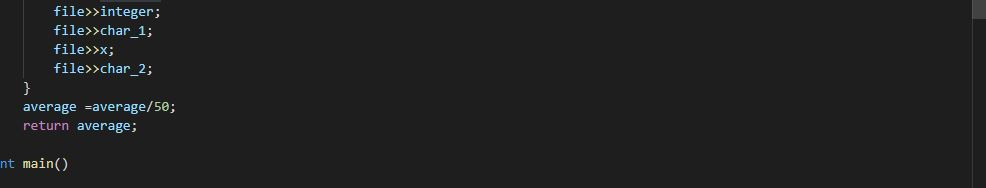 file>>integer;
file>>char_1;
file>>x;
file>>char_2;
}
average =average/50;
return average;
nt main()